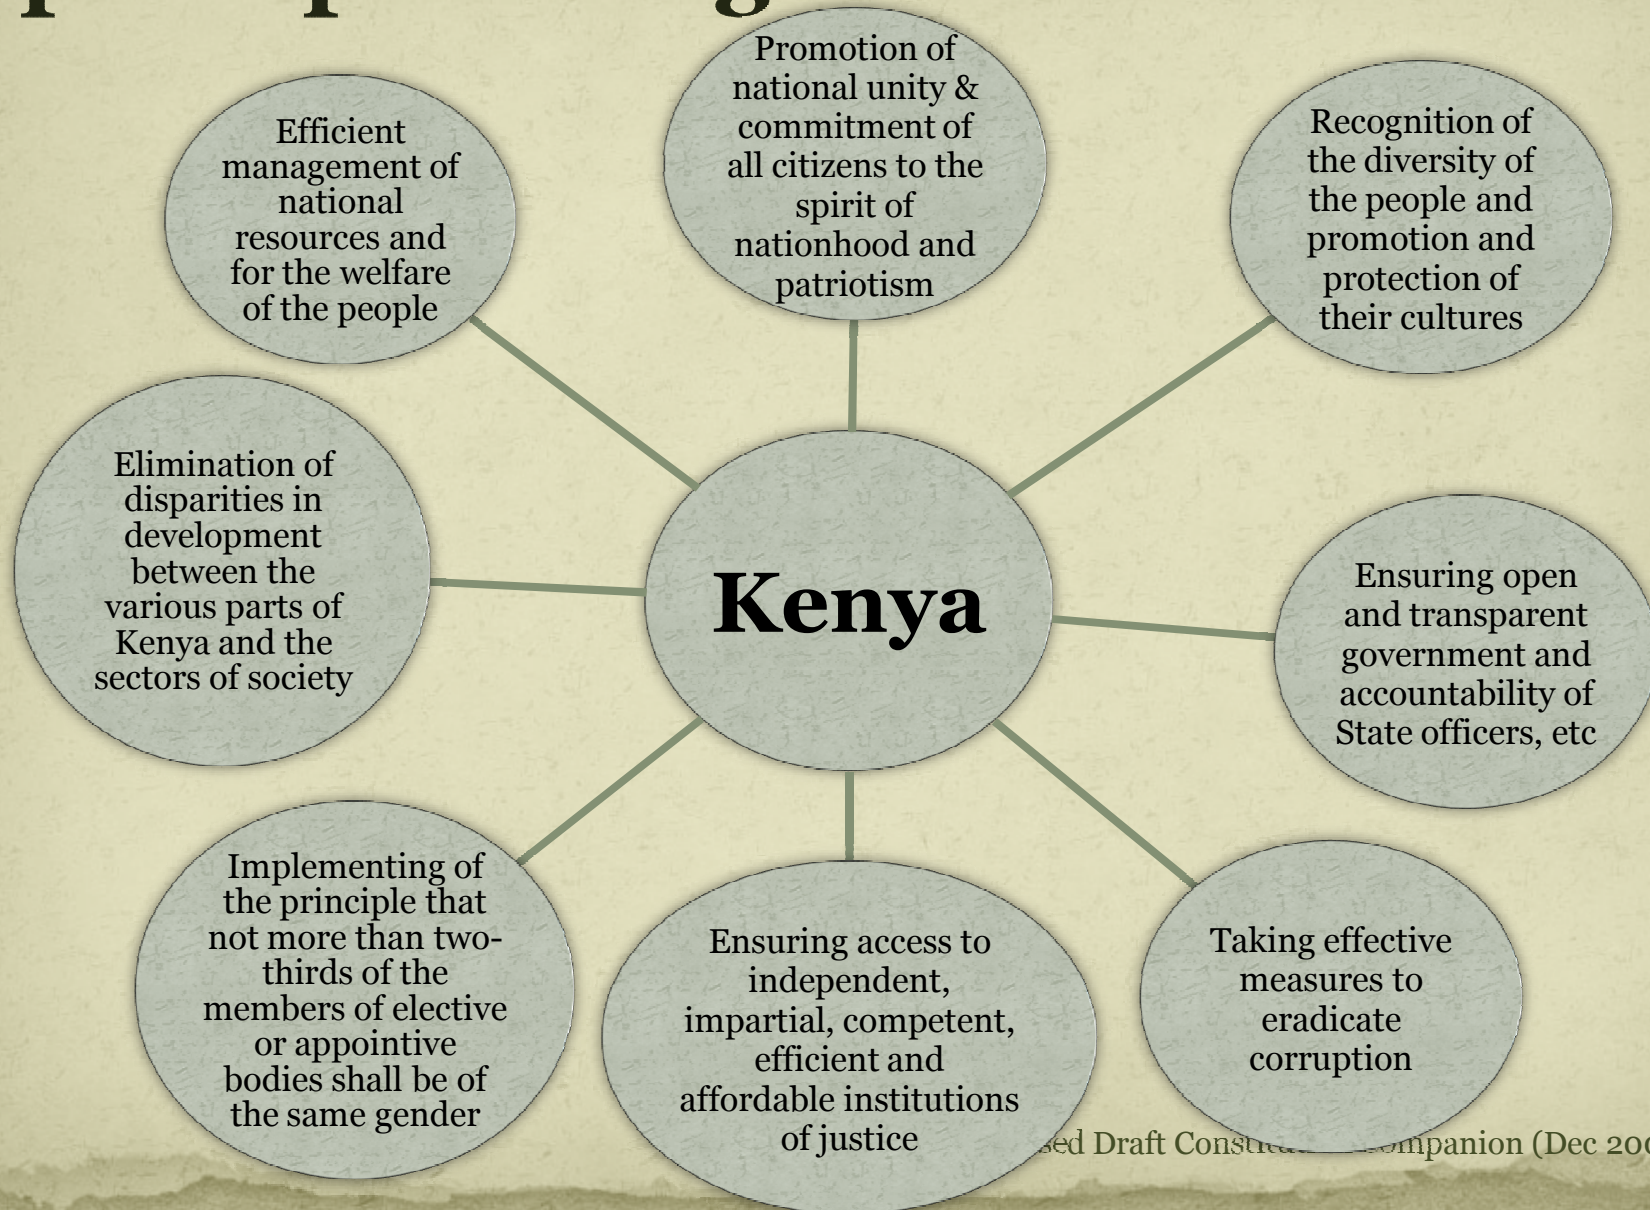 Promotion of
national unity &
commitment of
all citizens to the
spirit of
nationhood and
patriotism
Recognition of
the diversity of
the people and
promotion and
protection of
their cultures
Ensuring open
and transparent
government and
accountability of
State officers, etc
Taking effective
measures to
eradicate
corruption
Ensuring access to
independent,
impartial, competent,
efficient and
affordable institutions
of justice
Implementing of
the principle that
not more than two-
thirds of the
members of elective
or appointive
bodies shall be of
the same gender
Elimination of
disparities in
development
between the
various parts of
Kenya and the
sectors of society
Efficient
management of
national
resources and
for the welfare
of the people
Kenya
Draft (Dec